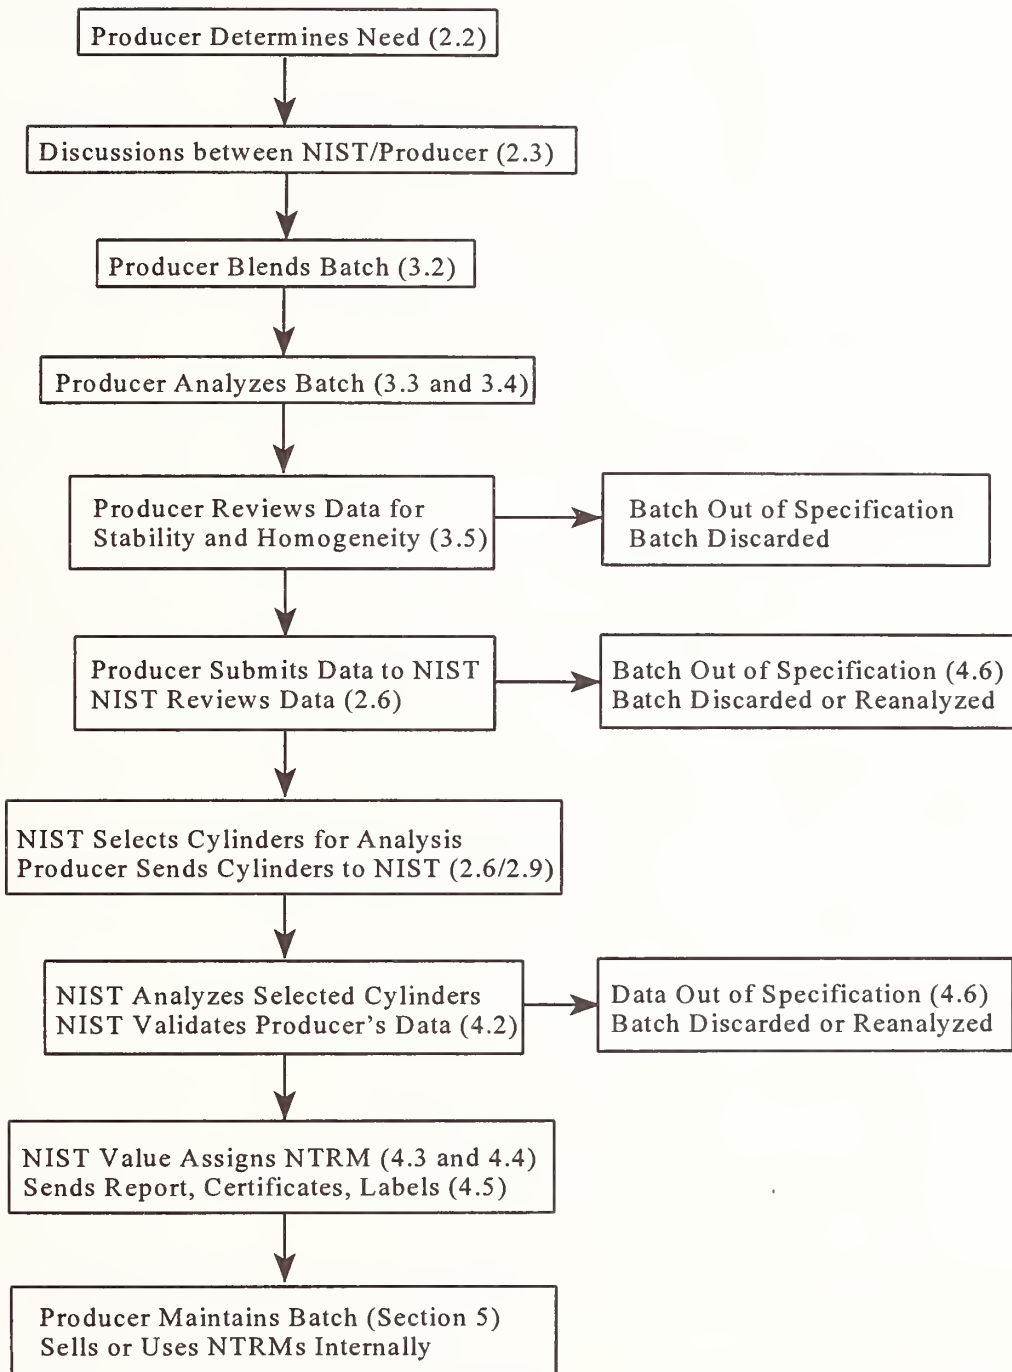 Producer Determines Need (2.2)
Discussions between NIST/Producer (2.3)
Producer Blends Batch (3.2)
Producer Analyzes Batch (3.3 and 3.4)
Producer Reviews Data for
Stability and Homogeneity (3.5)
Batch Out of Specification
Batch Discarded
Producer Submits Data to NIST
NIST Reviews Data (2.6)
Batch Out of Specification (4.6)
Batch Discarded or Reanalyzed
NIST Selects Cylinders for Analysis
Producer Sends Cylinders to NIST (2.6/2.9)
NIST Analyzes Selected Cylinders
NIST Validates Producer's Data (4.2)
Data Out of Specification (4.6)
Batch Discarded or Reanalyzed
NIST Value Assigns NTRM (4.3 and 4.4)
Sends Report, Certificates, Labels (4.5)
Producer Maintains Batch (Section 5)
Sells or Uses NTRMs Internally